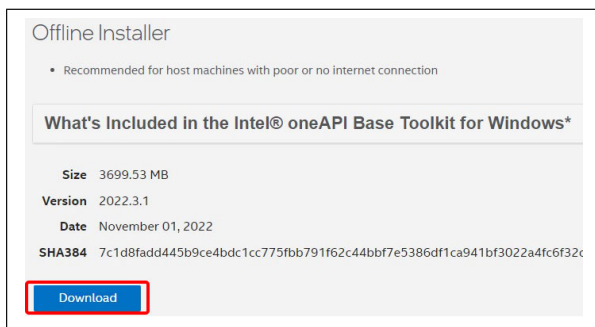 Offline Installer
• Recommended for host machines with poor or no internet connection
What's Included in the Intel® oneAPI Base Toolkit for Windows*
Size 3699.53 MB
Version 2022.3.1
Date November 01, 2022
SHA384 7c1d8fadd445b9ce4bdc1cc775fbb791f62c44bbf7e5386df1ca941bf3022a4fc6f32c
Download